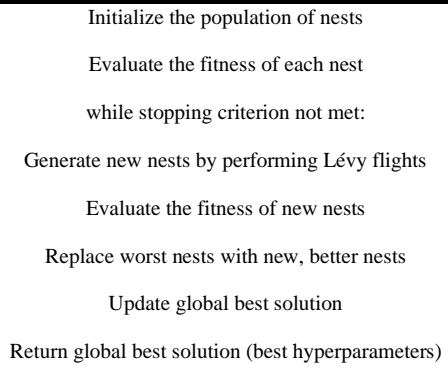 Initialize the population of nests
Evaluate the fitness of each nest
while stopping criterion not met:
Generate new nests by performing Lévy flights
Evaluate the fitness of new nests
Replace worst nests with new, better nests
Update global best solution
Return global best solution (best hyperparameters)